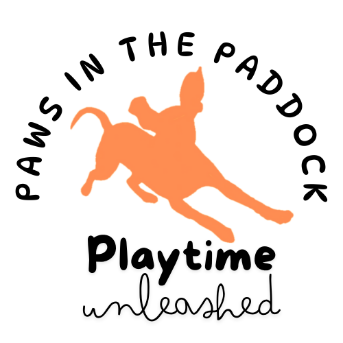 PAWS IN THE PADDOCK
Playtime
unleashed